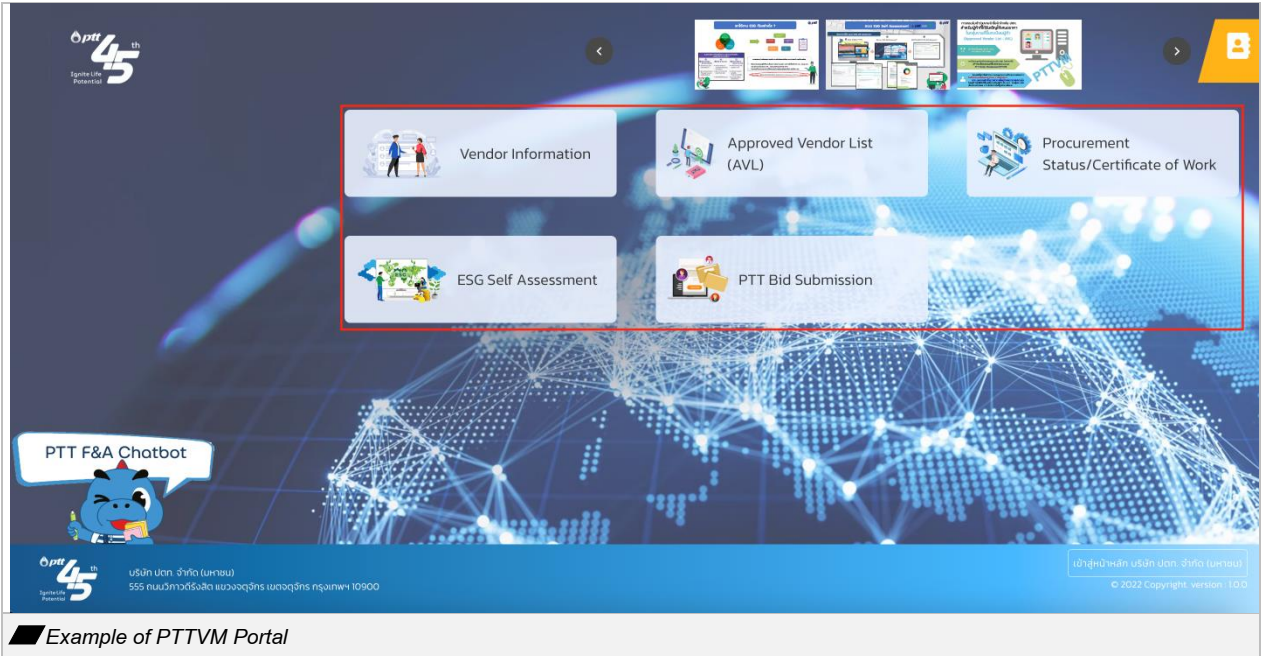 ptt 45 th
Ignite Life
Potential
PTTVM
Vendor Information
Approved Vendor List
(AVL)
Procurement
Status/Certificate of Work
ESG Self Assessment
PTT Bid Submission
PTT F&A Chatbot
ptt 45 th
Ignite Life
Potential
บริษัท ปตท. จำกัด (มหาชน)
555 ถนนวิภาวดีรังสิต แขวงจตุจักร เขตจตุจักร กรุงเทพฯ 10900
เข้าสู่หน้าหลัก บริษัท ปตท. จำกัด (มหาชน)
© 2022 Copyright. version : 1.0.0
Example of PTTVM Portal